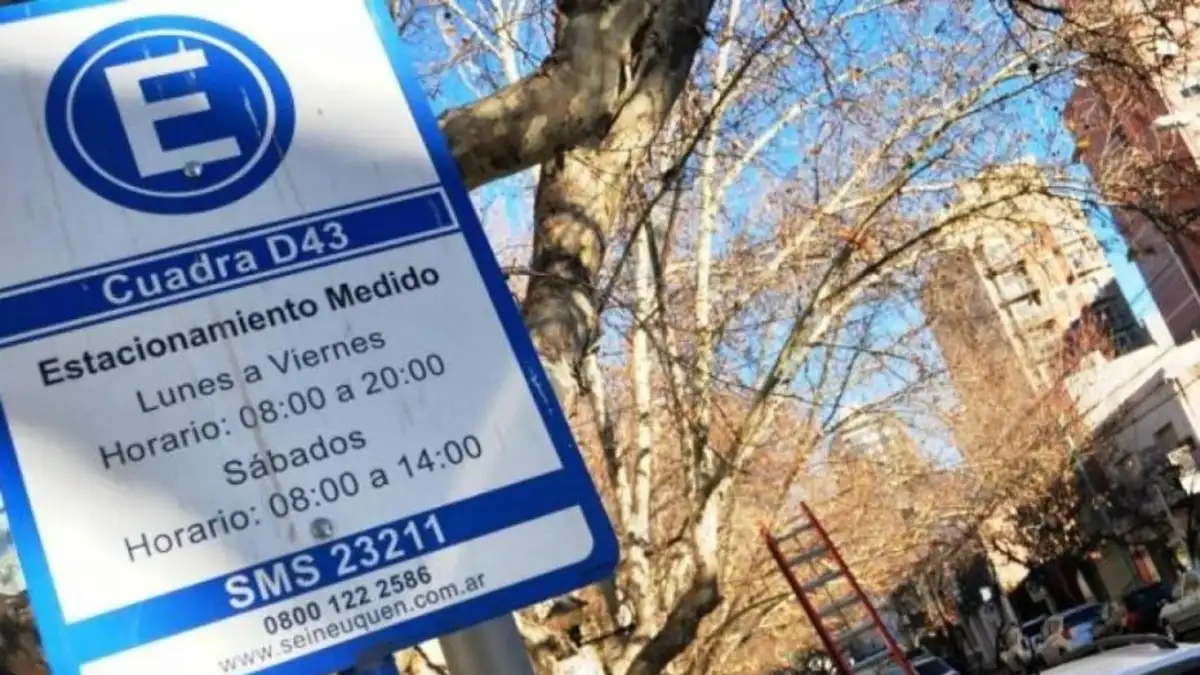 E
Cuadra D43
Estacionamiento Medido
Lunes a Viernes
Horario: 08:00 a 20:00
Sábados
Horario: 08:00 a 14:00
SMS 23211
0800 122 2586
www.seineuquen.com.ar